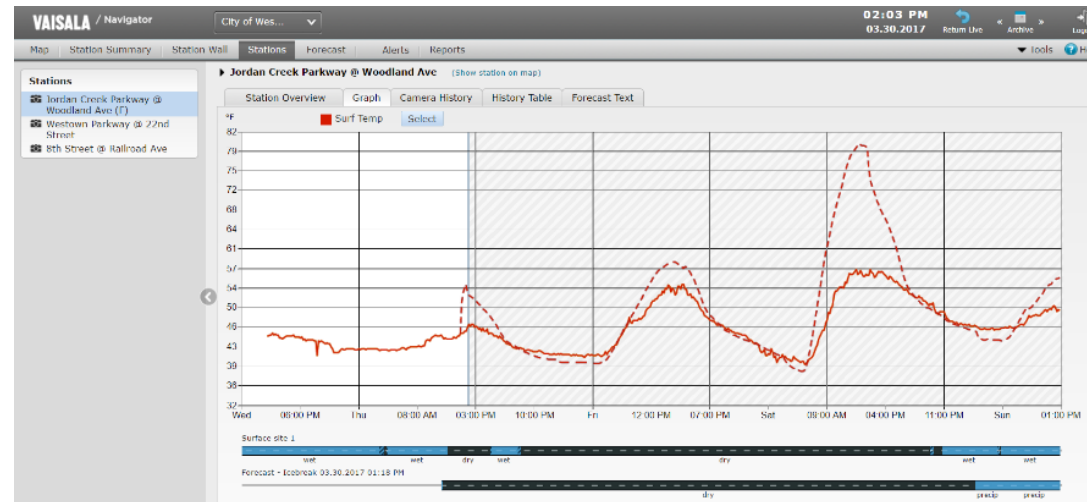 VAISALA / Navigator
City of Wes...
02:03 PM
03.30.2017
Return Live
« Archive »
Map Station Summary Station Wall Stations Forecast Alerts Reports
Tools
Stations
Jordan Creek Parkway @
Woodland Ave (F)
Westown Parkway @ 22nd
Street
8th Street @ Railroad Ave
Jordan Creek Parkway @ Woodland Ave (Show station on map)
Station Overview Graph Camera History History Table Forecast Text
°F Surf Temp Select
82
79
75
72
68
64
61
57
54
50
46
43
39
36
32
Wed 06:00 PM Thu 08:00 AM 03:00 PM 10:00 PM Fri 12:00 PM 07:00 PM Sat 09:00 AM 04:00 PM 11:00 PM Sun 01:00 PM
Surface site 1
wet wet dry wet dry wet wet
Forecast - Icebreak 03.30.2017 01:18 PM
dry precip precip